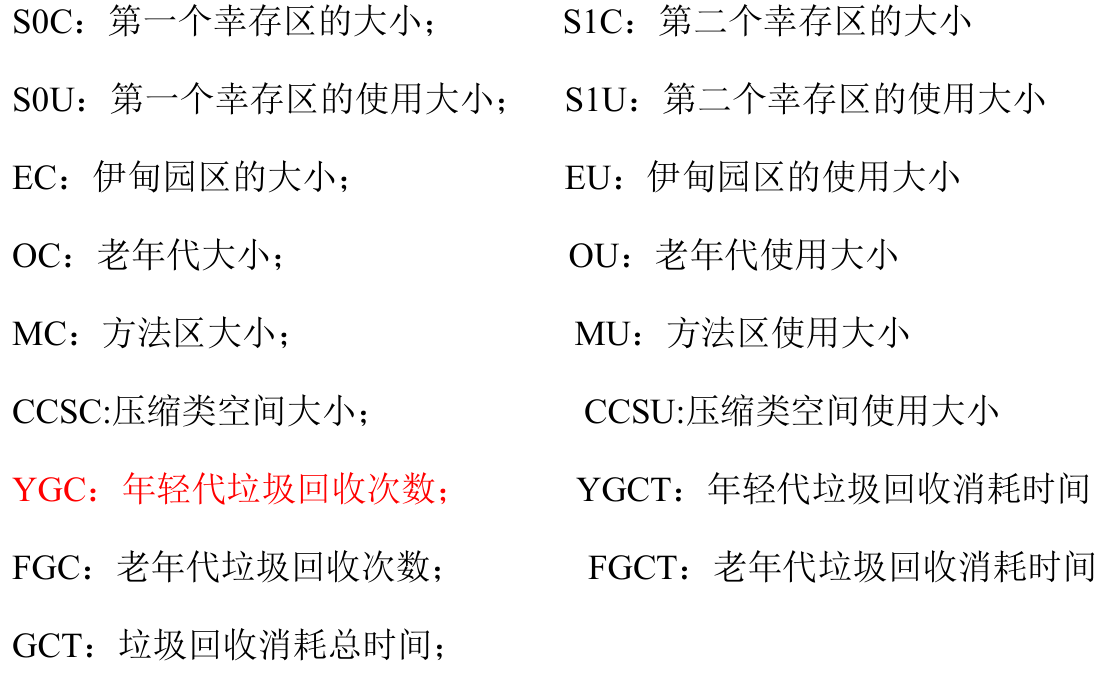 S0C：第一个幸存区的大小； S1C：第二个幸存区的大小
S0U：第一个幸存区的使用大小； S1U：第二个幸存区的使用大小
EC：伊甸园区的大小； EU：伊甸园区的使用大小
OC：老年代大小； OU：老年代使用大小
MC：方法区大小； MU：方法区使用大小
CCSC:压缩类空间大小； CCSU:压缩类空间使用大小
YGC：年轻代垃圾回收次数； YGCT：年轻代垃圾回收消耗时间
FGC：老年代垃圾回收次数； FGCT：老年代垃圾回收消耗时间
GCT：垃圾回收消耗总时间；